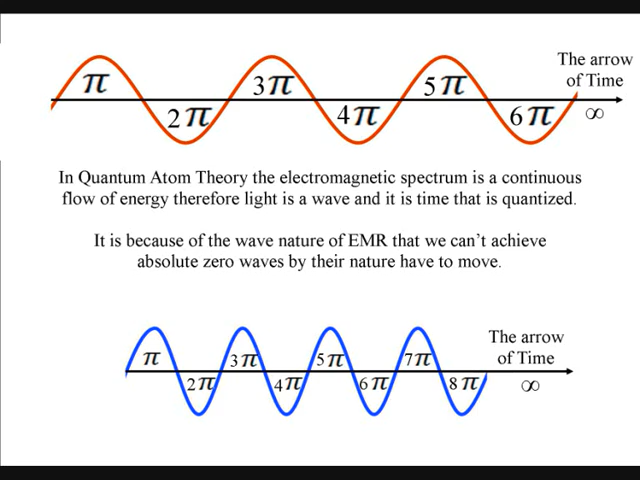 The arrow
of Time
π
2π
3π
4π
5π
6π
∞
In Quantum Atom Theory the electromagnetic spectrum is a continuous
flow of energy therefore light is a wave and it is time that is quantized.
It is because of the wave nature of EMR that we can't achieve
absolute zero waves by their nature have to move.
The arrow
of Time
π
2π
3π
4π
5π
6π
7π
8π
∞